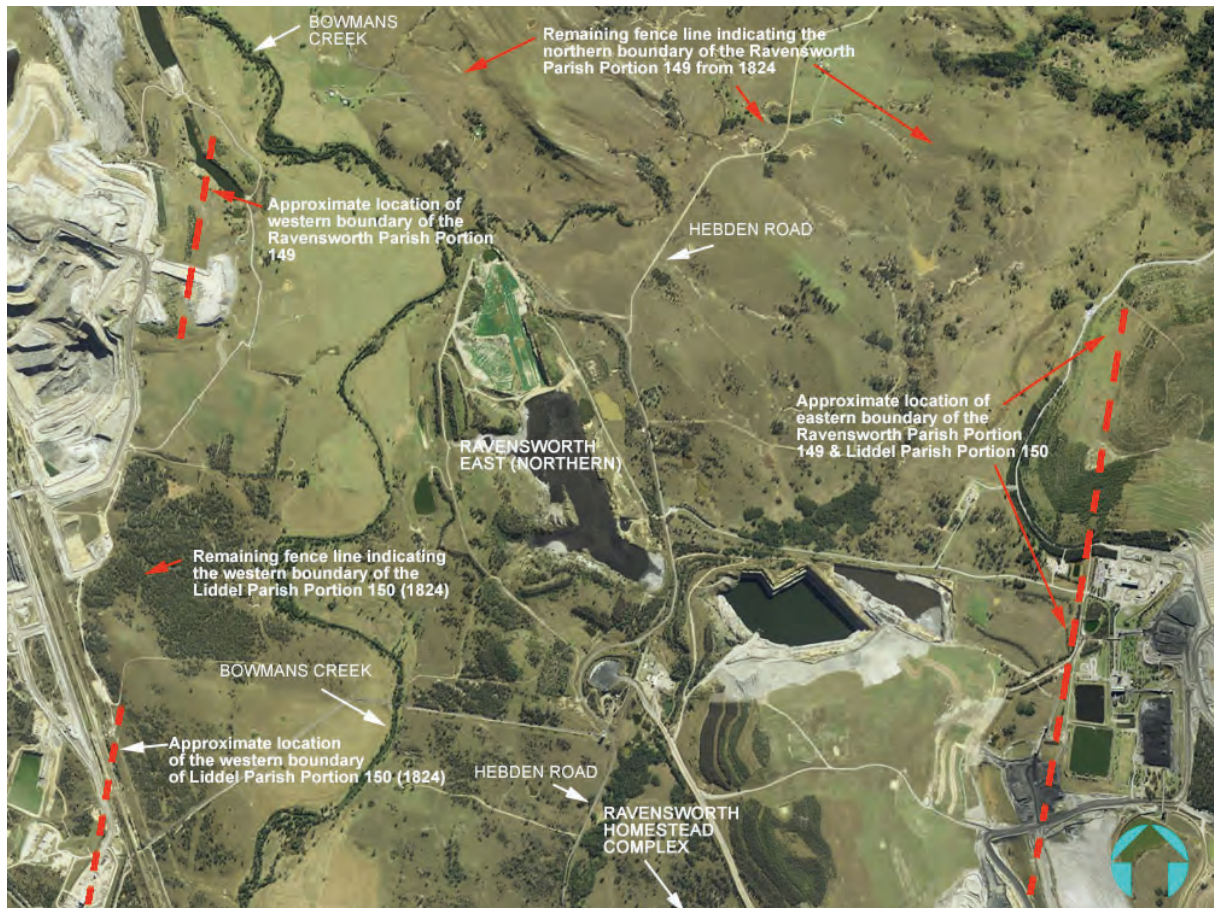 BOWMANS
CREEK
Remaining fence line indicating the
northern boundary of the Ravensworth
Parish Portion 149 from 1824
Approximate location of
western boundary of the
Ravensworth Parish Portion
149
HEBDEN ROAD
Approximate location of
eastern boundary of the
Ravensworth Parish Portion
149 & Liddel Parish Portion 150
RAVENSWORTH
EAST (NORTHERN)
Remaining fence line indicating
the western boundary of the
Liddel Parish Portion 150 (1824)
BOWMANS CREEK
Approximate location
of the western boundary
of Liddel Parish Portion 150 (1824)
HEBDEN ROAD
RAVENSWORTH
HOMESTEAD
COMPLEX